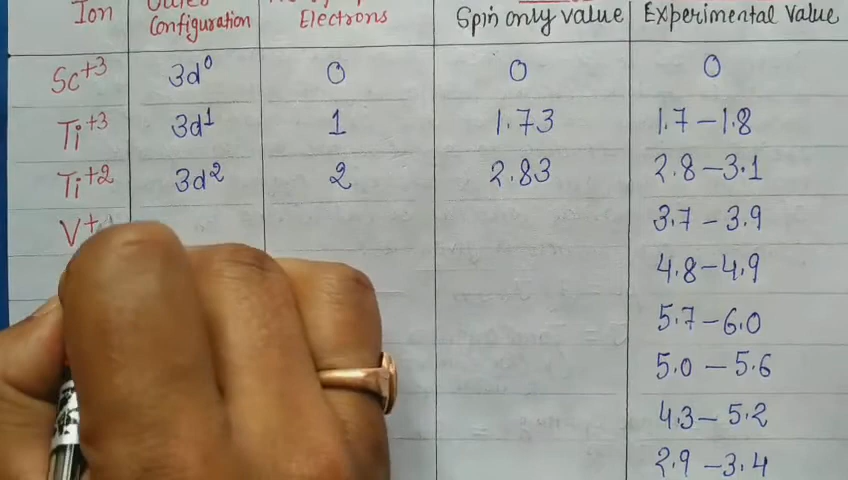 Ion Configuration Electrons Spin only value Experimental Value
Sc+3 3d⁰ 0 0 0
Ti+3 3d¹ 1 1.73 1.7-1.8
Ti+2 3d² 2 2.83 2.8-3.1
V+ 3.7-3.9
4.8-4.9
5.7-6.0
5.0-5.6
4.3-5.2
2.9-3.4